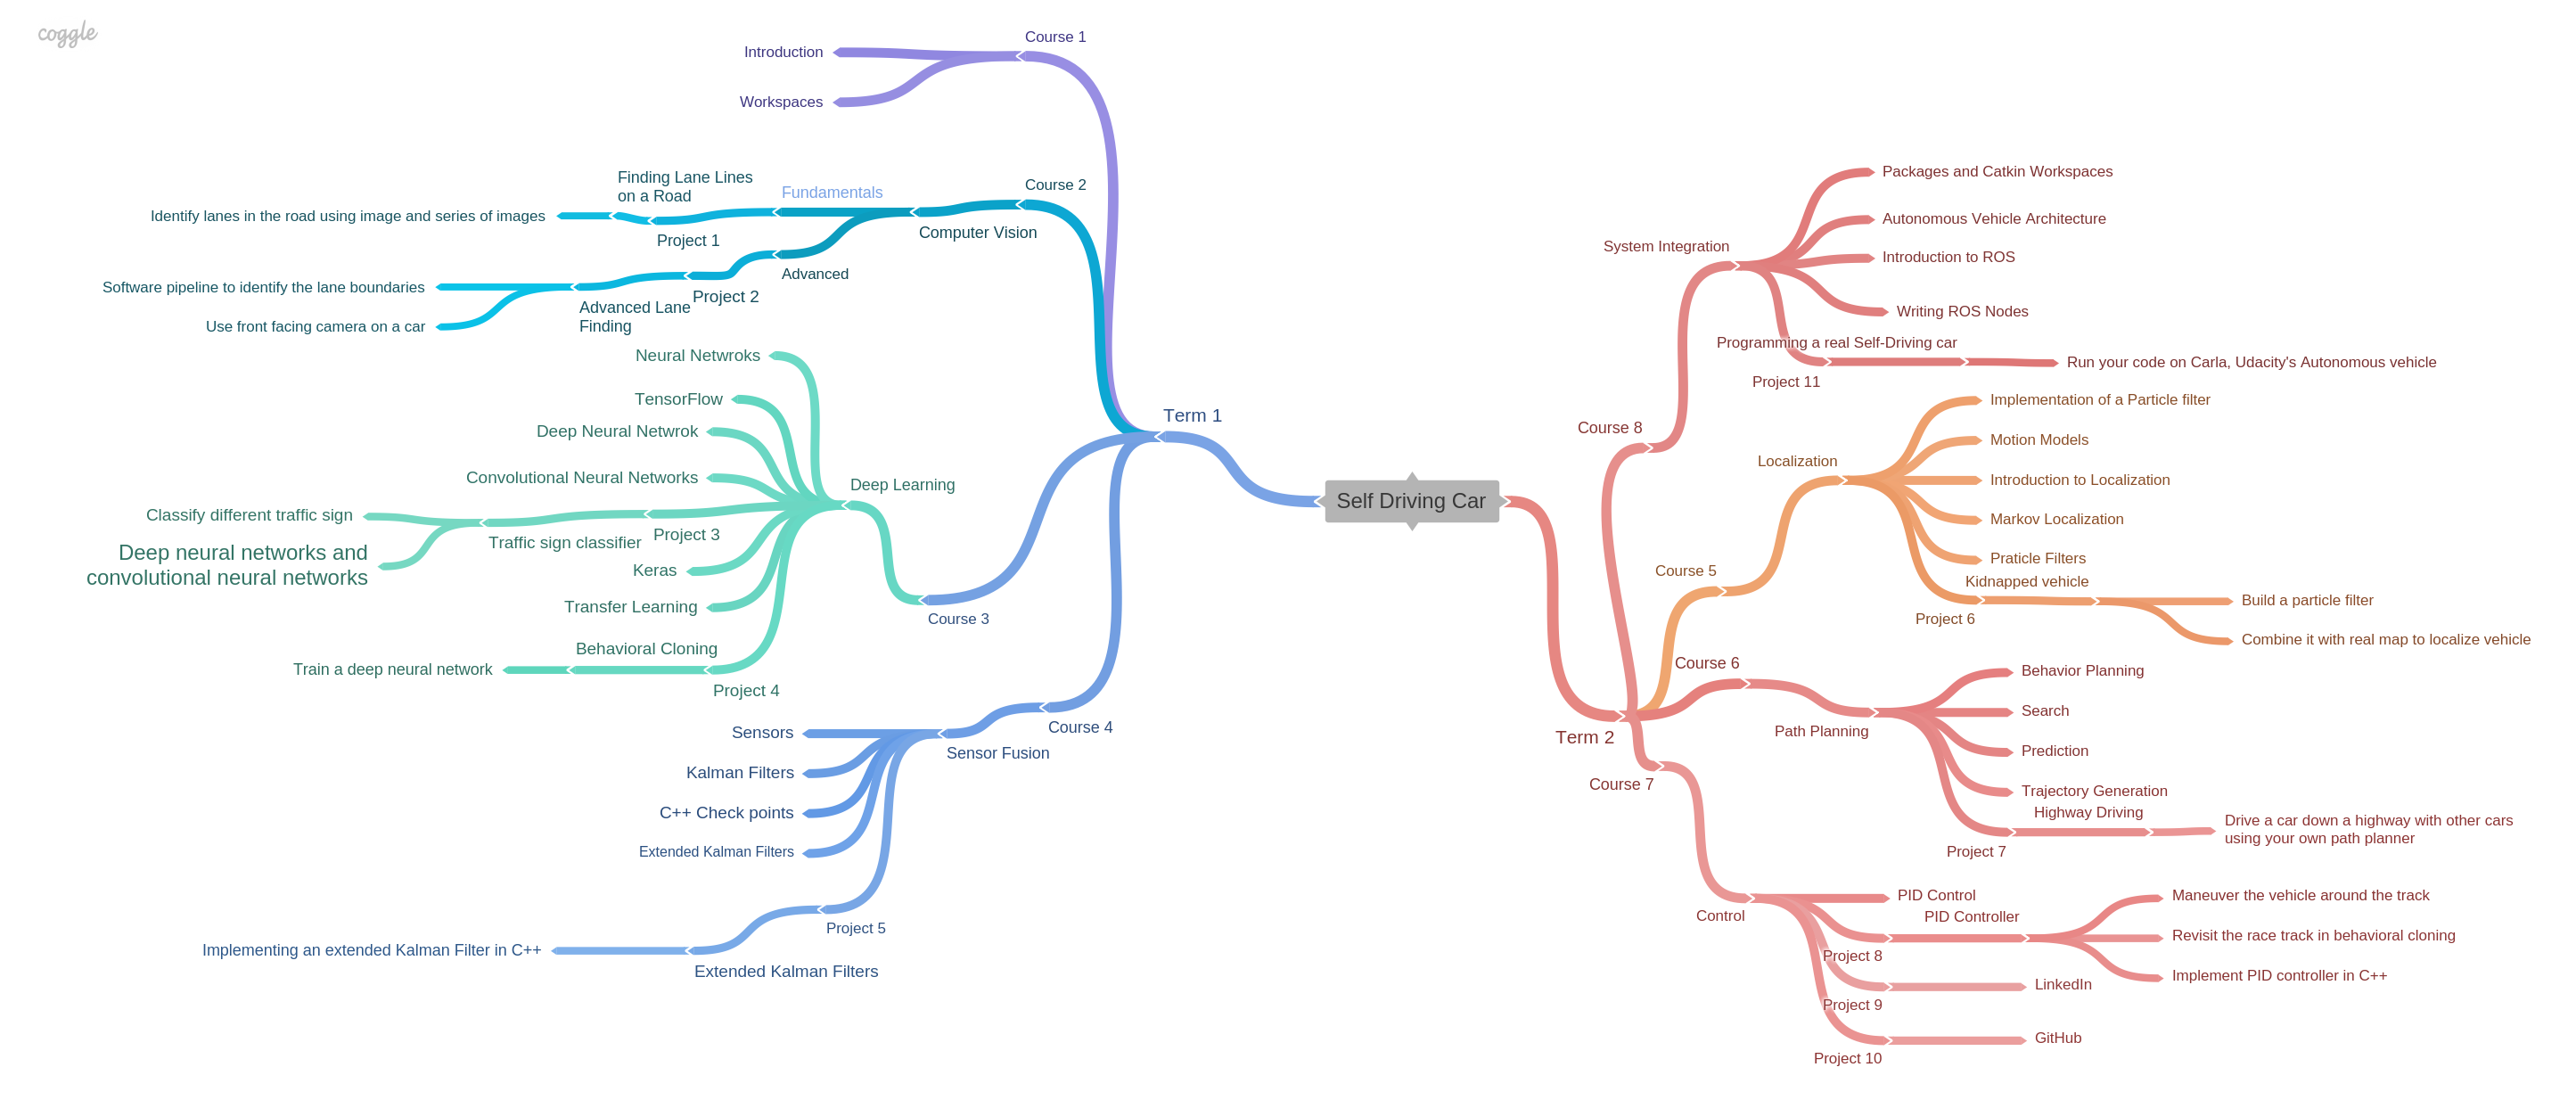 coggle
Self Driving Car
Term 1
Course 1
Introduction
Workspaces
Course 2
Computer Vision
Fundamentals
Project 1
Finding Lane Lines
on a Road
Identify lanes in the road using image and series of images
Advanced
Project 2
Advanced Lane
Finding
Software pipeline to identify the lane boundaries
Use front facing camera on a car
Course 3
Deep Learning
Neural Netwroks
TensorFlow
Deep Neural Netwrok
Convolutional Neural Networks
Project 3
Traffic sign classifier
Classify different traffic sign
Deep neural networks and
convolutional neural networks
Keras
Transfer Learning
Project 4
Behavioral Cloning
Train a deep neural network
Course 4
Sensor Fusion
Sensors
Kalman Filters
C++ Check points
Extended Kalman Filters
Project 5
Extended Kalman Filters
Implementing an extended Kalman Filter in C++
Term 2
Course 8
System Integration
Packages and Catkin Workspaces
Autonomous Vehicle Architecture
Introduction to ROS
Writing ROS Nodes
Project 11
Programming a real Self-Driving car
Run your code on Carla, Udacity's Autonomous vehicle
Course 5
Localization
Implementation of a Particle filter
Motion Models
Introduction to Localization
Markov Localization
Praticle Filters
Project 6
Kidnapped vehicle
Build a particle filter
Combine it with real map to localize vehicle
Course 6
Path Planning
Behavior Planning
Search
Prediction
Trajectory Generation
Project 7
Highway Driving
Drive a car down a highway with other cars
using your own path planner
Course 7
Control
PID Control
Project 8
PID Controller
Maneuver the vehicle around the track
Revisit the race track in behavioral cloning
Implement PID controller in C++
Project 9
LinkedIn
Project 10
GitHub